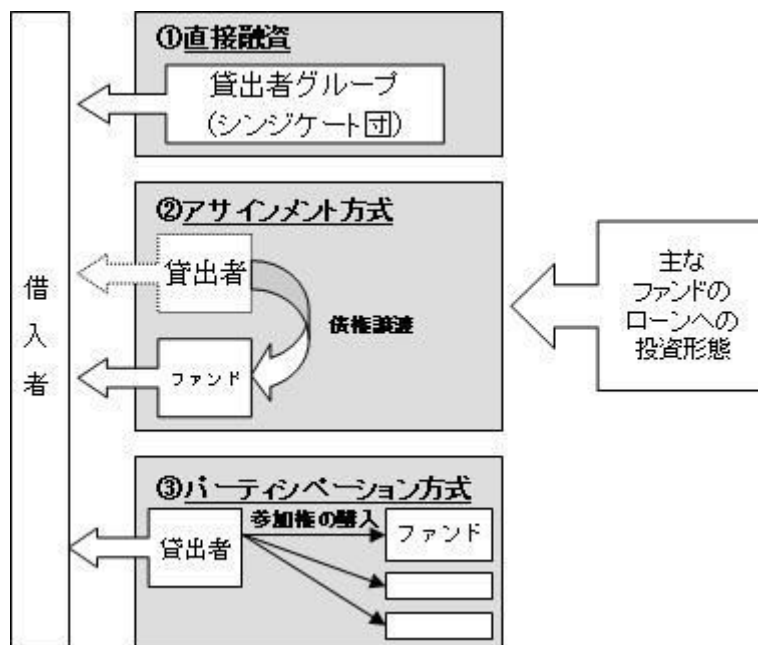 借入者
①直接融資
貸出者グループ
(シンジケート団)
②アサインメント方式
貸出者
債権譲渡
ファンド
主な
ファンドの
ローンへの
投資形態
③パーティシペーション方式
参加権の購入
貸出者
ファンド